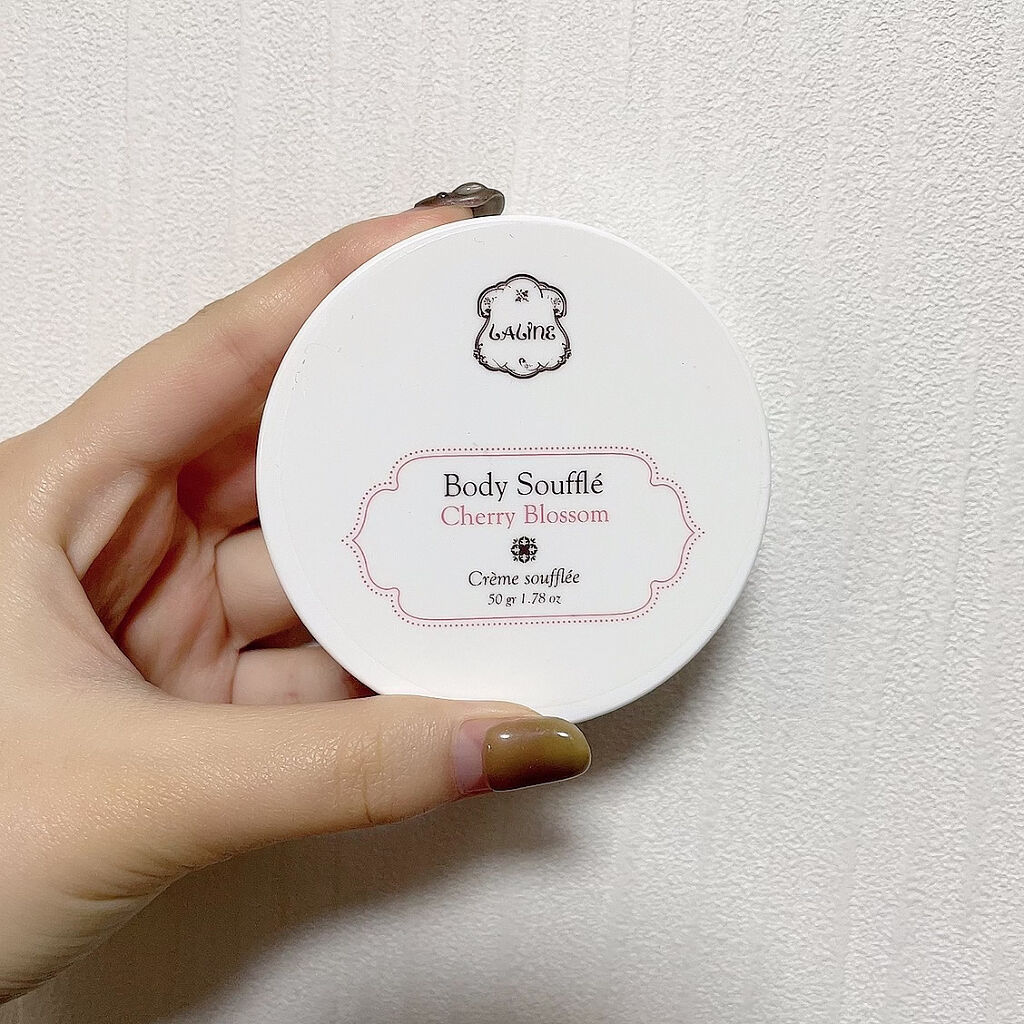 LALINE
Body Soufflé
Cherry Blossom
Crème soufflée
50 gr 1.78 oz